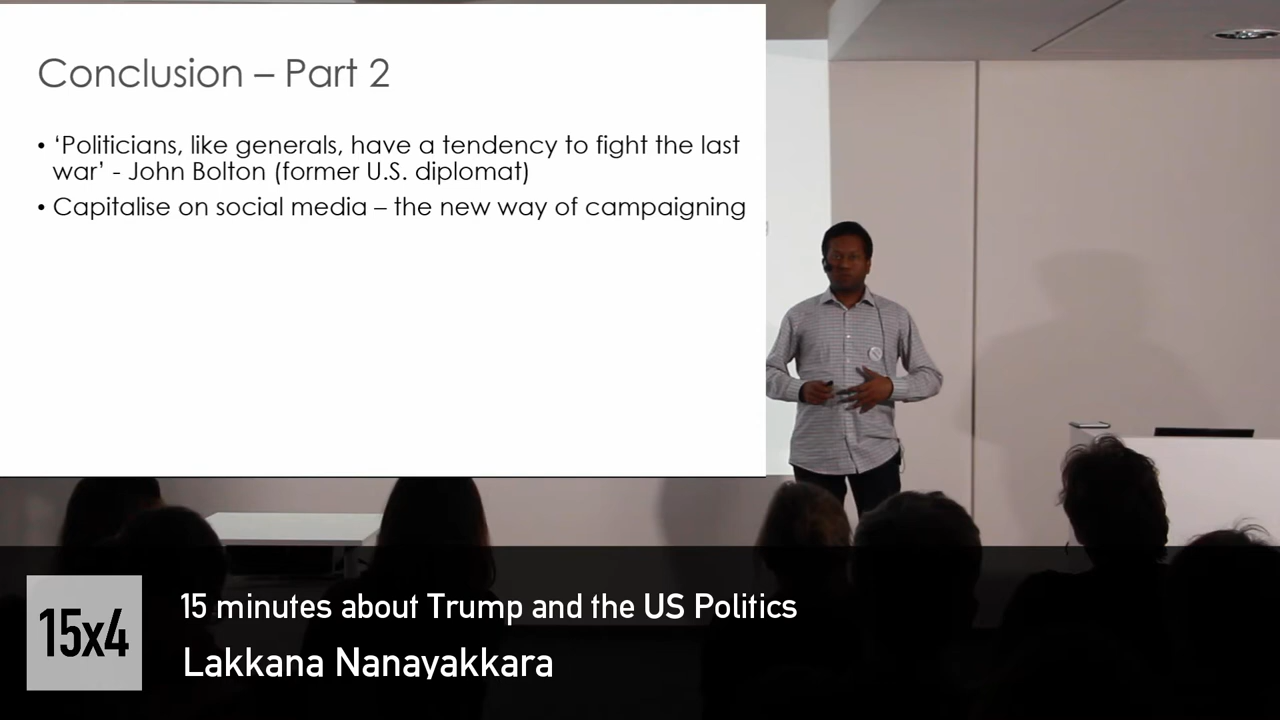 Conclusion – Part 2
• ‘Politicians, like generals, have a tendency to fight the last
war’ - John Bolton (former U.S. diplomat)
• Capitalise on social media – the new way of campaigning
15x4
15 minutes about Trump and the US Politics
Lakkana Nanayakkara